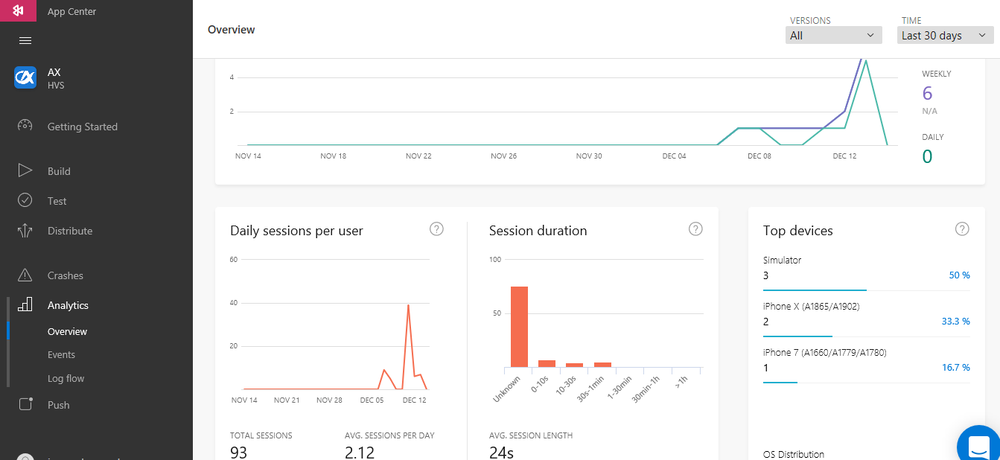 App Center
AX
HVS
Getting Started
Build
Test
Distribute
Crashes
Analytics
Overview
Events
Log flow
Push
Overview
VERSIONS
All
TIME
Last 30 days
4
2
NOV 14 NOV 18 NOV 22 NOV 26 NOV 30 DEC 04 DEC 08 DEC 12
WEEKLY
6
N/A
DAILY
0
Daily sessions per user ?
60
40
20
NOV 14 NOV 21 NOV 28 DEC 05 DEC 12
TOTAL SESSIONS
93
AVG. SESSIONS PER DAY
2.12
Session duration ?
100
50
Unknown 0-10s 10-30s 30s-1min 1-30min 30min-1h >1h
AVG. SESSION LENGTH
24s
Top devices ?
Simulator
3 50 %
iPhone X (A1865/A1902)
2 33.3 %
iPhone 7 (A1660/A1779/A1780)
1 16.7 %
OS Distribution